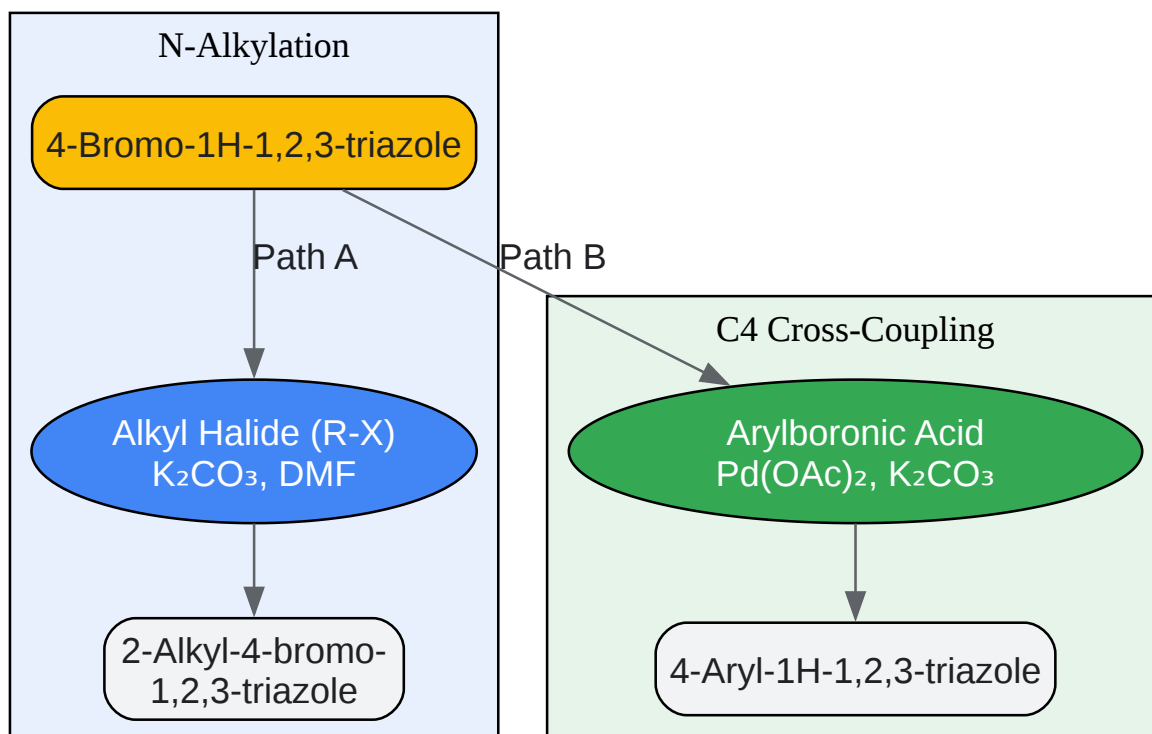 N-Alkylation
4-Bromo-1H-1,2,3-triazole
Path A
Path B
C4 Cross-Coupling
Alkyl Halide (R-X)
K₂CO₃, DMF
Arylboronic Acid
Pd(OAc)₂, K₂CO₃
2-Alkyl-4-bromo-
1,2,3-triazole
4-Aryl-1H-1,2,3-triazole